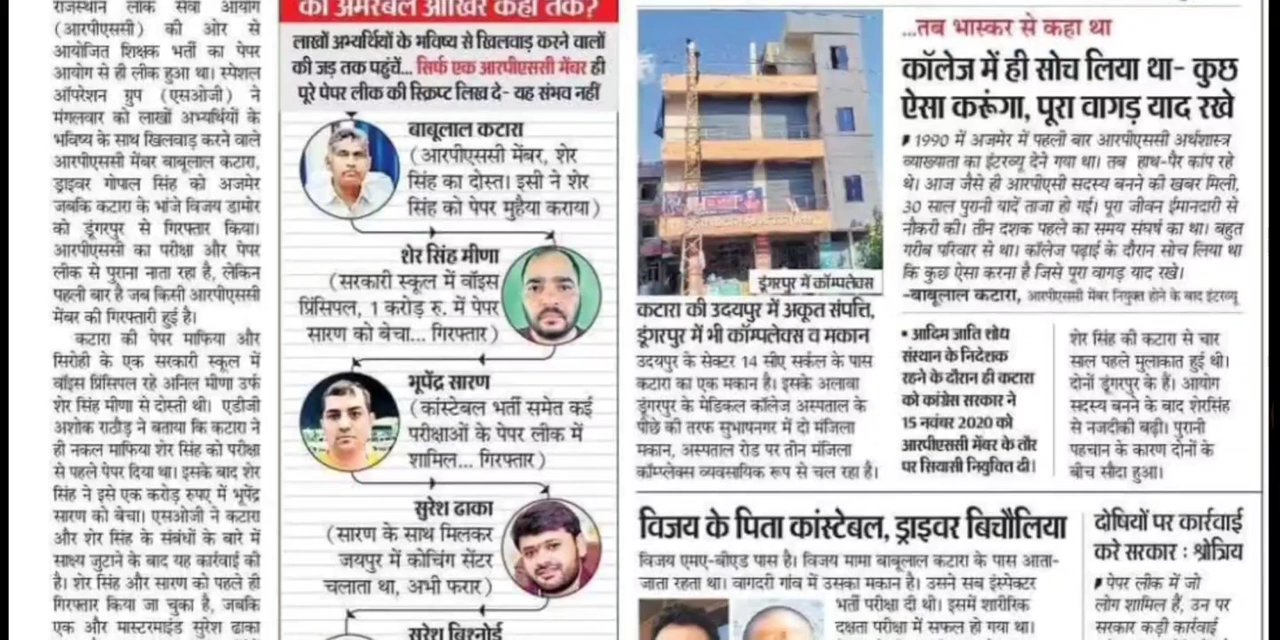 राजस्थान लोक सेवा आयोग
(आरपीएससी) की ओर से
आयोजित शिक्षक भर्ती का पेपर
आयोग से ही लीक हुआ था। स्पेशल
ऑपरेशन ग्रुप (एसओजी) ने
मंगलवार को लाखों अभ्यर्थियों के
भविष्य के साथ खिलवाड़ करने वाले
आरपीएससी मेंबर बाबूलाल कटारा,
ड्राइवर गोपाल सिंह को अजमेर
जबकि कटारा के भांजे विजय डामोर
को डूंगरपुर से गिरफ्तार किया।
आरपीएससी का परीक्षा और पेपर
लीक से पुराना नाता रहा है, लेकिन
पहली बार है जब किसी आरपीएससी
मेंबर की गिरफ्तारी हुई है।
कटारा की पेपर माफिया और
सिरोही के एक सरकारी स्कूल में
वॉइस प्रिंसिपल रहे अनिल मीणा उर्फ
शेर सिंह मीणा से दोस्ती थी। एडीजी
अशोक राठौड़ ने बताया कि कटारा ने
ही नकल माफिया शेर सिंह को परीक्षा
से पहले पेपर दिया था। इसके बाद शेर
सिंह ने इसे एक करोड़ रुपए में भूपेंद्र
सारण को बेचा। एसओजी ने कटारा
और शेर सिंह के संबंधों के बारे में
साक्ष्य जुटाने के बाद यह कार्रवाई की
है। शेर सिंह और सारण को पहले ही
गिरफ्तार किया जा चुका है, जबकि
एक और मास्टरमाइंड सुरेश ढाका
की अमरबेल आखिर कहां तक?
लाखों अभ्यर्थियों के भविष्य से खिलवाड़ करने वालों
की जड़ तक पहुंचें... सिर्फ एक आरपीएससी मेंबर ही
पूरे पेपर लीक की स्क्रिप्ट लिख दे- यह संभव नहीं
बाबूलाल कटारा
(आरपीएससी मेंबर, शेर
सिंह का दोस्त। इसी ने शेर
सिंह को पेपर मुहैया कराया)
शेर सिंह मीणा
(सरकारी स्कूल में वॉइस
प्रिंसिपल, 1 करोड़ रु. में पेपर
सारण को बेचा... गिरफ्तार)
भूपेंद्र सारण
(कांस्टेबल भर्ती समेत कई
परीक्षाओं के पेपर लीक में
शामिल... गिरफ्तार)
सुरेश ढाका
(सारण के साथ मिलकर
जयपुर में कोचिंग सेंटर
चलाता था, अभी फरार)
सुरेश बिश्नोई
डूंगरपुर में कॉम्पलेक्स
कटारा की उदयपुर में अकूत संपत्ति,
डूंगरपुर में भी कॉम्पलेक्स व मकान
उदयपुर के सेक्टर 14 सीए सर्कल के पास
कटारा का एक मकान है। इसके अलावा
डूंगरपुर के मेडिकल कॉलेज अस्पताल के
पीछे की तरफ सुभाषनगर में दो मंजिला
मकान, अस्पताल रोड पर तीन मंजिला
कॉम्पलेक्स व्यवसायिक रूप से चल रहा है।
...तब भास्कर से कहा था
कॉलेज में ही सोच लिया था- कुछ
ऐसा करूंगा, पूरा वागड़ याद रखे
1990 में अजमेर में पहली बार आरपीएससी अर्थशास्त्र
व्याख्याता का इंटरव्यू देने गया था। तब हाथ-पैर कांप रहे
थे। आज जैसे ही आरपीएसी सदस्य बनने की खबर मिली,
30 साल पुरानी यादें ताजा हो गई। पूरा जीवन ईमानदारी से
नौकरी की। तीन दशक पहले का समय संघर्ष का था। बहुत
गरीब परिवार से था। कॉलेज पढ़ाई के दौरान सोच लिया था
कि कुछ ऐसा करना है जिसे पूरा वागड़ याद रखे।
-बाबूलाल कटारा, आरपीएससी मेंबर नियुक्त होने के बाद इंटरव्यू
• आदिम जाति शोध
संस्थान के निदेशक
रहने के दौरान ही कटारा
को कांग्रेस सरकार ने
15 नवंबर 2020 को
आरपीएससी मेंबर के तौर
पर सियासी नियुक्ति दी।
शेर सिंह की कटारा से चार
साल पहले मुलाकात हुई थी।
दोनों डूंगरपुर के हैं। आयोग
सदस्य बनने के बाद शेरसिंह
से नजदीकी बढ़ी। पुरानी
पहचान के कारण दोनों के
बीच सौदा हुआ।
विजय के पिता कांस्टेबल, ड्राइवर बिचौलिया
विजय एमए-बीएड पास है। विजय मामा बाबूलाल कटारा के पास आता-
जाता रहता था। वागदरी गांव में उसका मकान है। उसने सब इंस्पेक्टर
भर्ती परीक्षा दी थी। इसमें शारीरिक
दक्षता परीक्षा में सफल हो गया था।
दोषियों पर कार्रवाई
करे सरकार : श्रोत्रिय
पेपर लीक में जो
लोग शामिल हैं, उन पर
सरकार कड़ी कार्रवाई